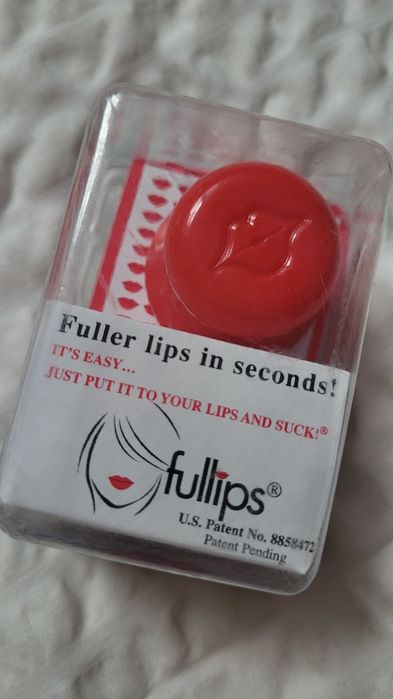 Fuller lips in seconds!
IT'S EASY...
JUST PUT IT TO YOUR LIPS AND SUCK!®
fullips®
U.S. Patent No. 8858472
Patent Pending